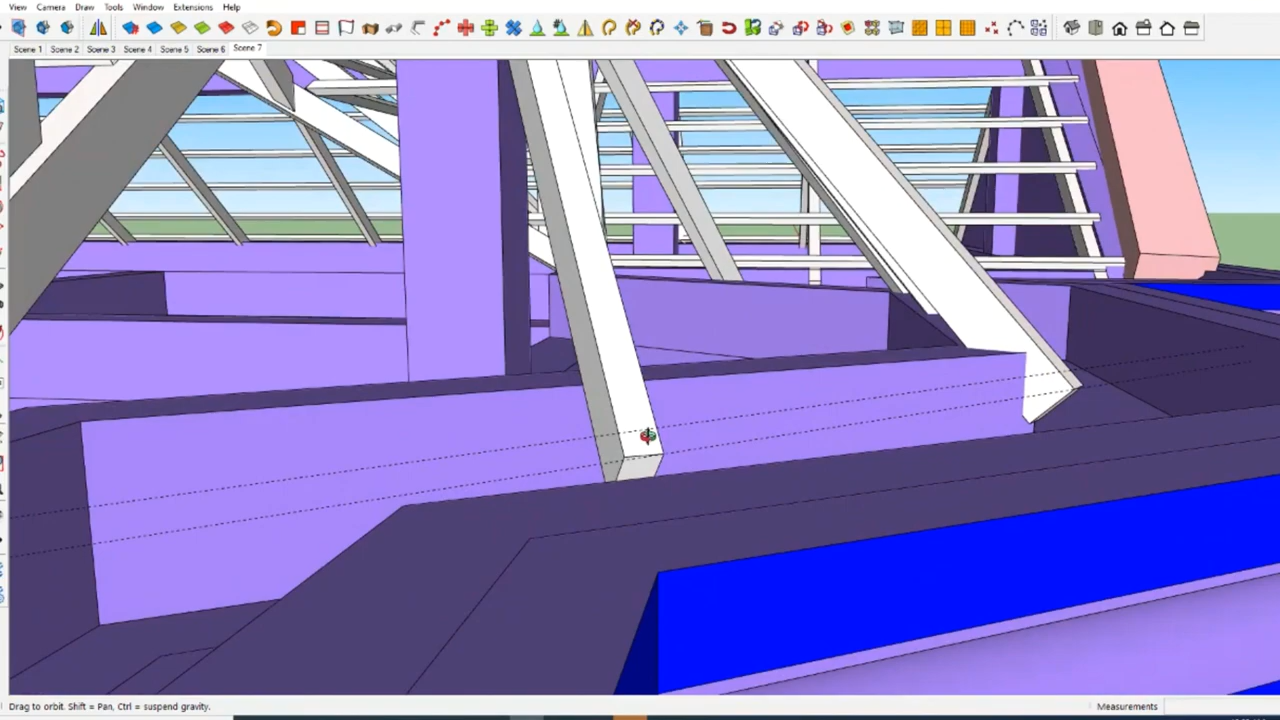 View Camera Draw Tools Window Extensions Help
Scene 1 Scene 2 Scene 3 Scene 4 Scene 5 Scene 6 Scene 7
Drag to orbit. Shift = Pan, Ctrl = suspend gravity. Measurements